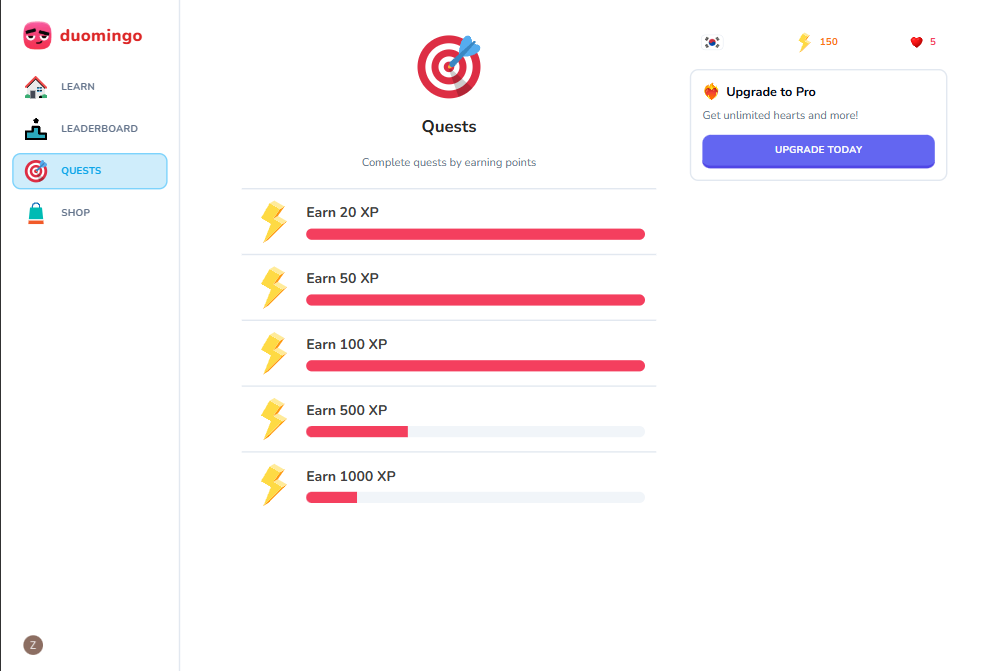 duomingo
LEARN
LEADERBOARD
QUESTS
SHOP
Z
Quests
Complete quests by earning points
Earn 20 XP
Earn 50 XP
Earn 100 XP
Earn 500 XP
Earn 1000 XP
150
5
Upgrade to Pro
Get unlimited hearts and more!
UPGRADE TODAY